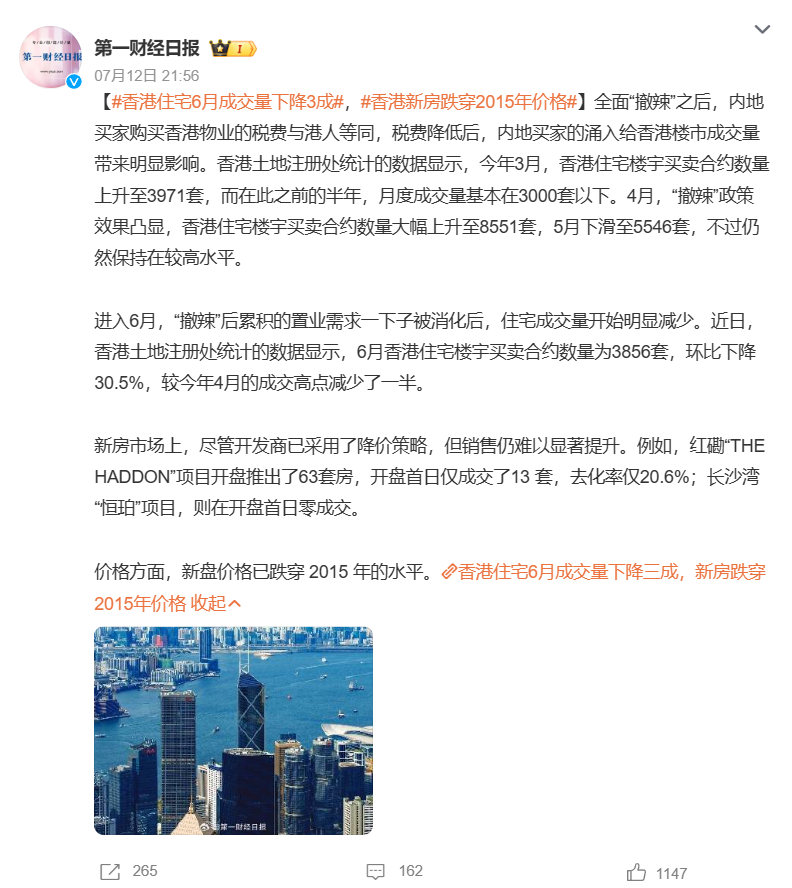 第一财经日报
www.yicai.com
第一财经日报 I
07月12日 21:56
【#香港住宅6月成交量下降3成#，#香港新房跌穿2015年价格#】全面“撤辣”之后，内地
买家购买香港物业的税费与港人等同，税费降低后，内地买家的涌入给香港楼市成交量
带来明显影响。香港土地注册处统计的数据显示，今年3月，香港住宅楼宇买卖合约数量
上升至3971套，而在此之前的半年，月度成交量基本在3000套以下。4月，“撤辣”政策
效果凸显，香港住宅楼宇买卖合约数量大幅上升至8551套，5月下滑至5546套，不过仍
然保持在较高水平。
进入6月，“撤辣”后累积的置业需求一下子被消化后，住宅成交量开始明显减少。近日，
香港土地注册处统计的数据显示，6月香港住宅楼宇买卖合约数量为3856套，环比下降
30.5%，较今年4月的成交高点减少了一半。
新房市场上，尽管开发商已采用了降价策略，但销售仍难以显著提升。例如，红磡“THE
HADDON”项目开盘推出了63套房，开盘首日仅成交了13 套，去化率仅20.6%；长沙湾
“恒珀”项目，则在开盘首日零成交。
价格方面，新盘价格已跌穿 2015 年的水平。香港住宅6月成交量下降三成，新房跌穿
2015年价格 收起
@第一财经日报
265
162
1147